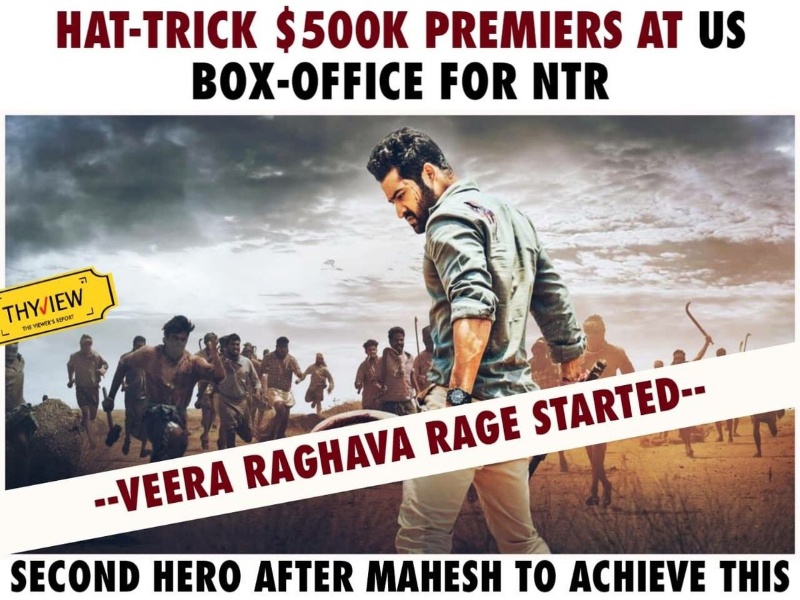 HAT-TRICK $500K PREMIERS AT US
BOX-OFFICE FOR NTR
THYVIEW
THE VIEWER'S REPORT
--VEERA RAGHAVA RAGE STARTED--
SECOND HERO AFTER MAHESH TO ACHIEVE THIS